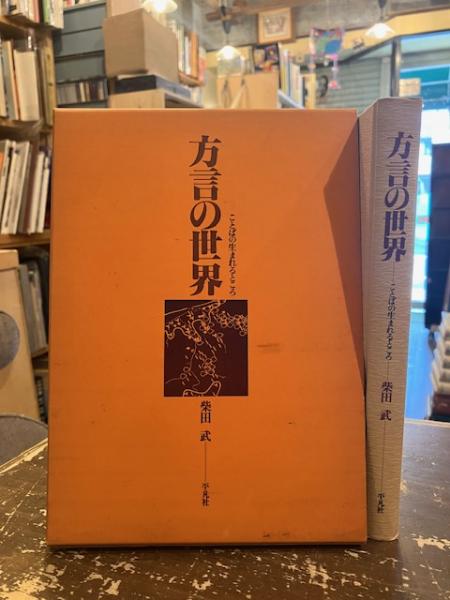 方言の世界
ことばの生まれるところ
柴田 武
平凡社
方言の世界
ことばの生まれるところ
柴田 武
平凡社